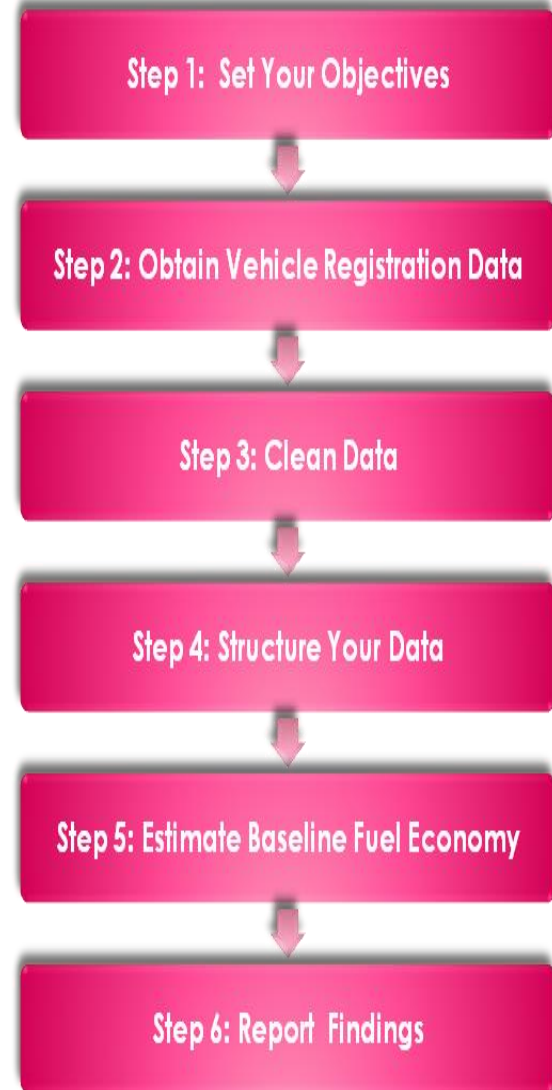 Step 1: Set Your Objectives
Step 2: Obtain Vehicle Registration Data
Step 3: Clean Data
Step 4: Structure Your Data
Step 5: Estimate Baseline Fuel Economy
Step 6: Report Findings